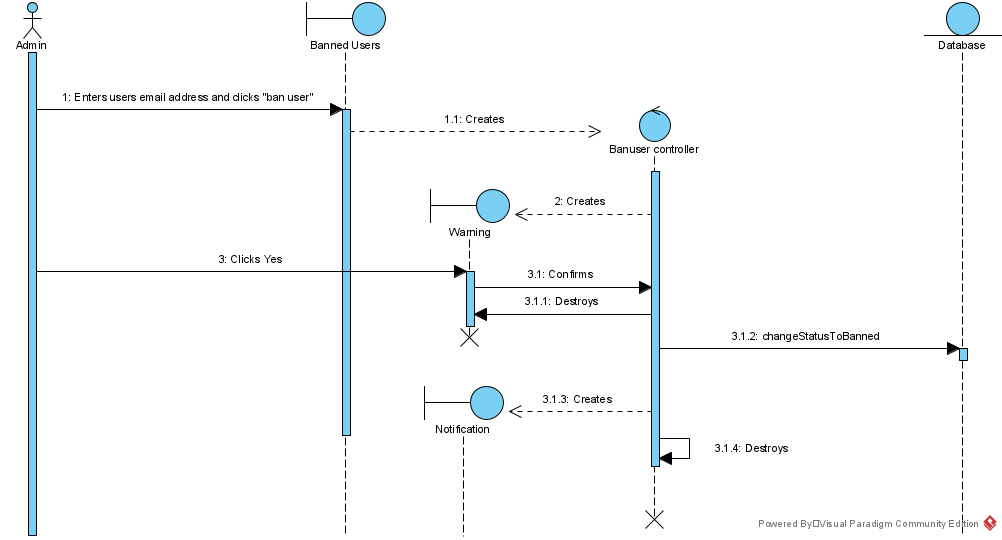 Admin
Banned Users
Database
1: Enters users email address and clicks "ban user"
1.1: Creates
Banuser controller
2: Creates
Warning
3: Clicks Yes
3.1: Confirms
3.1.1: Destroys
3.1.2: changeStatusToBanned
3.1.3: Creates
Notification
3.1.4: Destroys
Powered By Visual Paradigm Community Edition